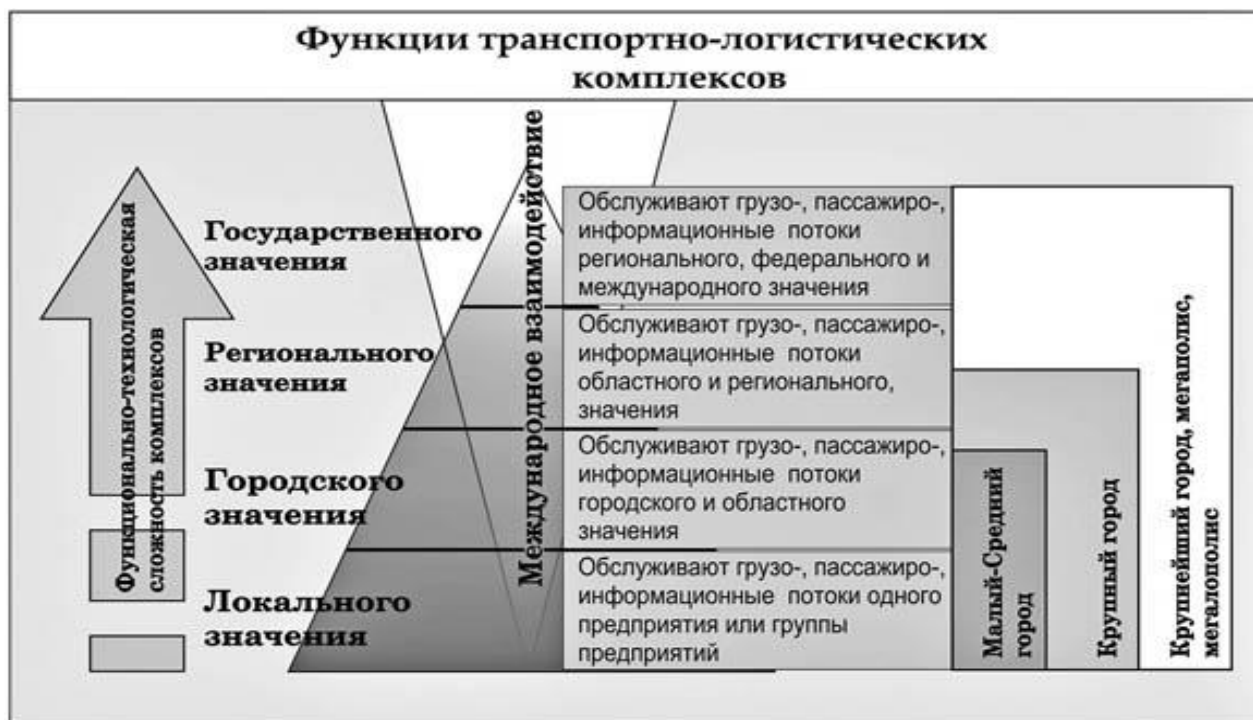 Функции транспортно-логистических
комплексов
Функционально-технологическая
сложность комплексов
Государственного
значения
Регионального
значения
Городского
значения
Локального
значения
Международное взаимодействие
Обслуживают грузо-, пассажиро-,
информационные потоки
регионального, федерального и
международного значения
Обслуживают грузо-, пассажиро-,
информационные потоки
областного и регионального,
значения
Обслуживают грузо-, пассажиро-,
информационные потоки
городского и областного
значения
Обслуживают грузо-, пассажиро-,
информационные потоки одного
предприятия или группы
предприятий
Малый-Средний
город
Крупный город
Крупнейший город, мегаполис,
мегалополис